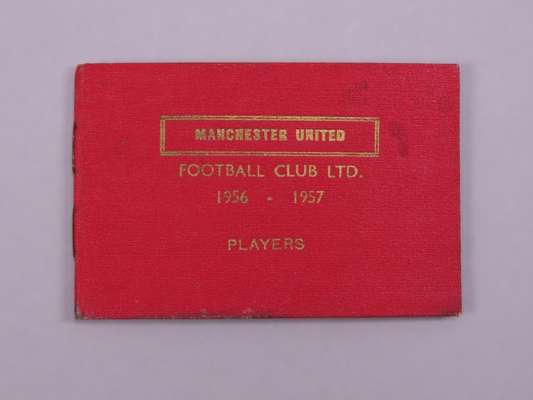 MANCHESTER UNITED
FOOTBALL CLUB LTD.
1956 - 1957
PLAYERS